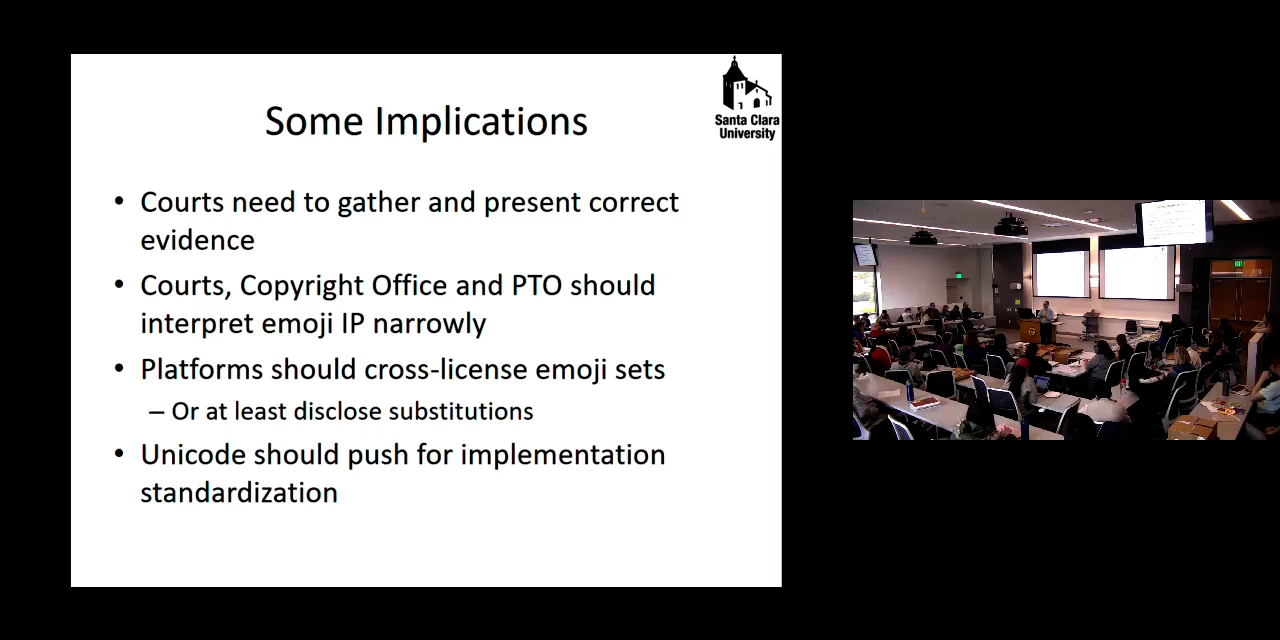 Some Implications
Santa Clara
University
• Courts need to gather and present correct
evidence
• Courts, Copyright Office and PTO should
interpret emoji IP narrowly
• Platforms should cross-license emoji sets
– Or at least disclose substitutions
• Unicode should push for implementation
standardization